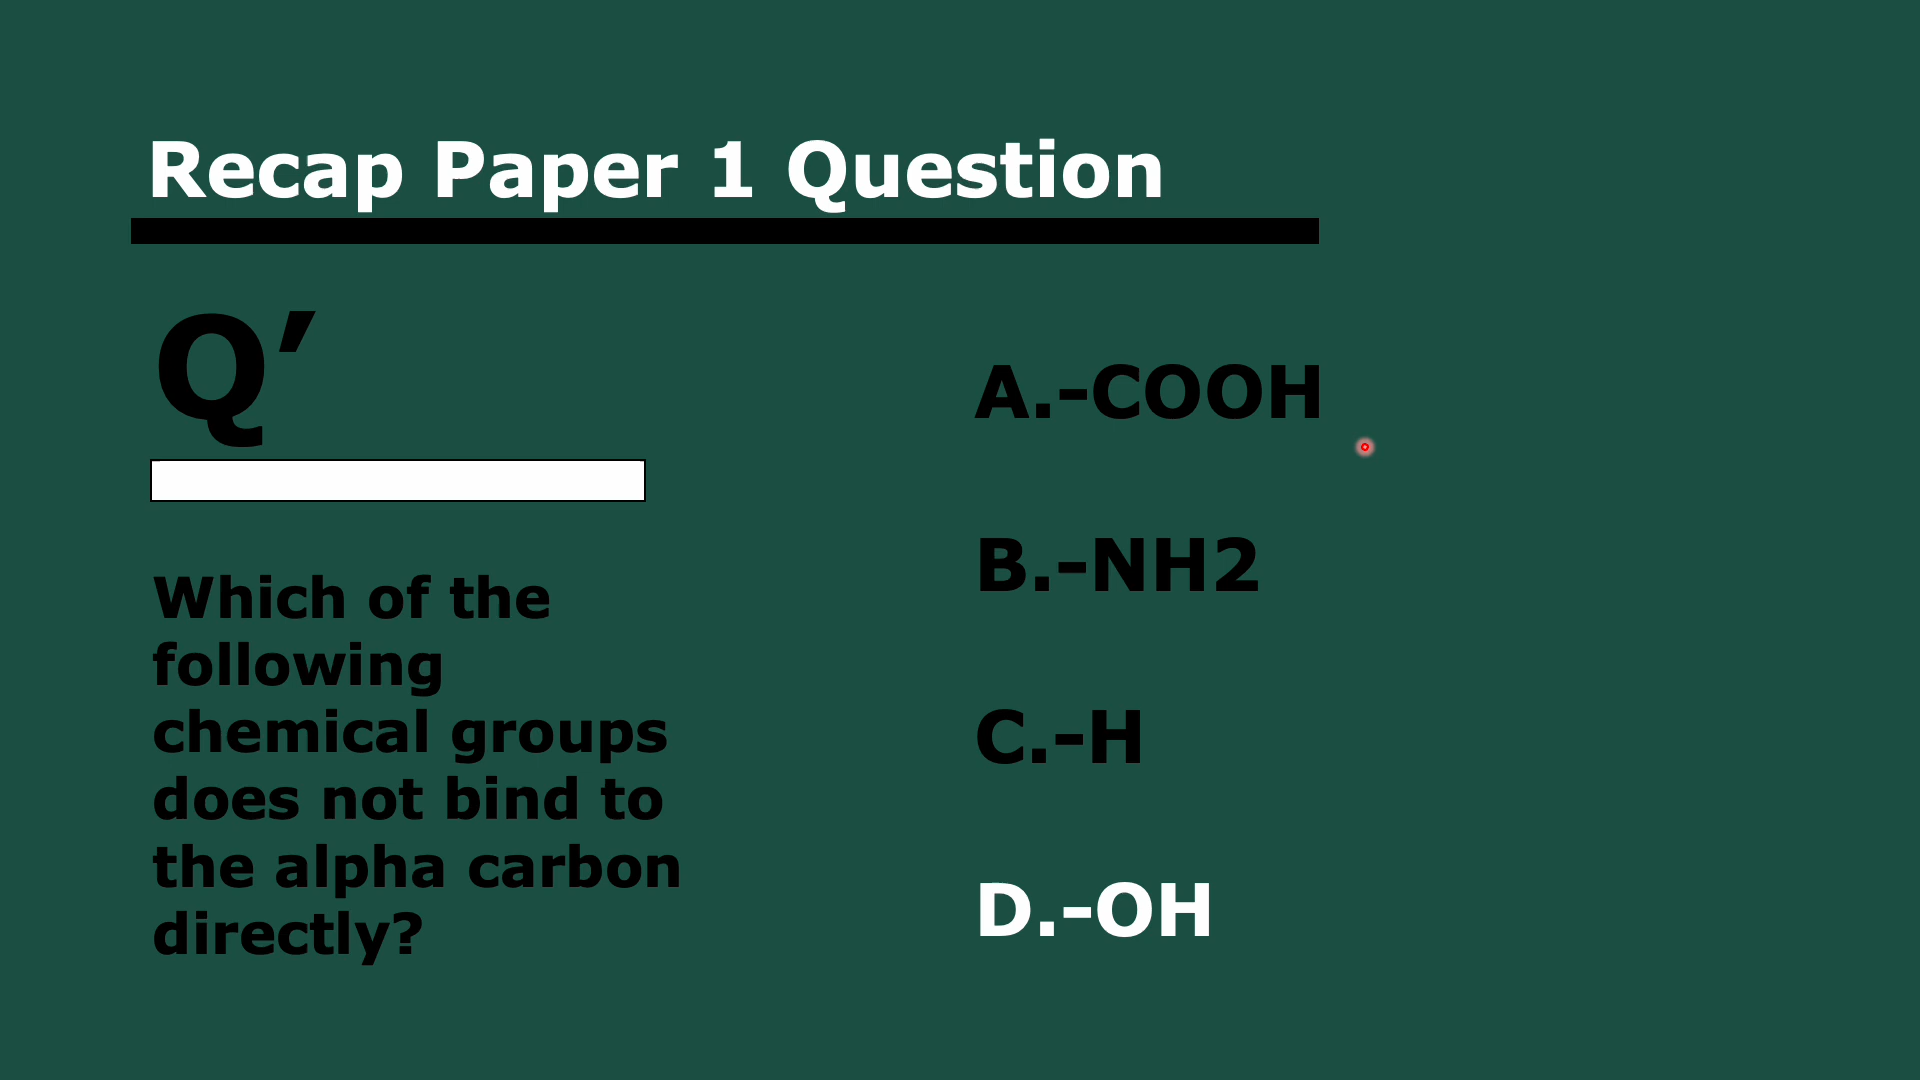 Recap Paper 1 Question
Q’
Which of the
following
chemical groups
does not bind to
the alpha carbon
directly?
A.-COOH
B.-NH2
C.-H
D.-OH